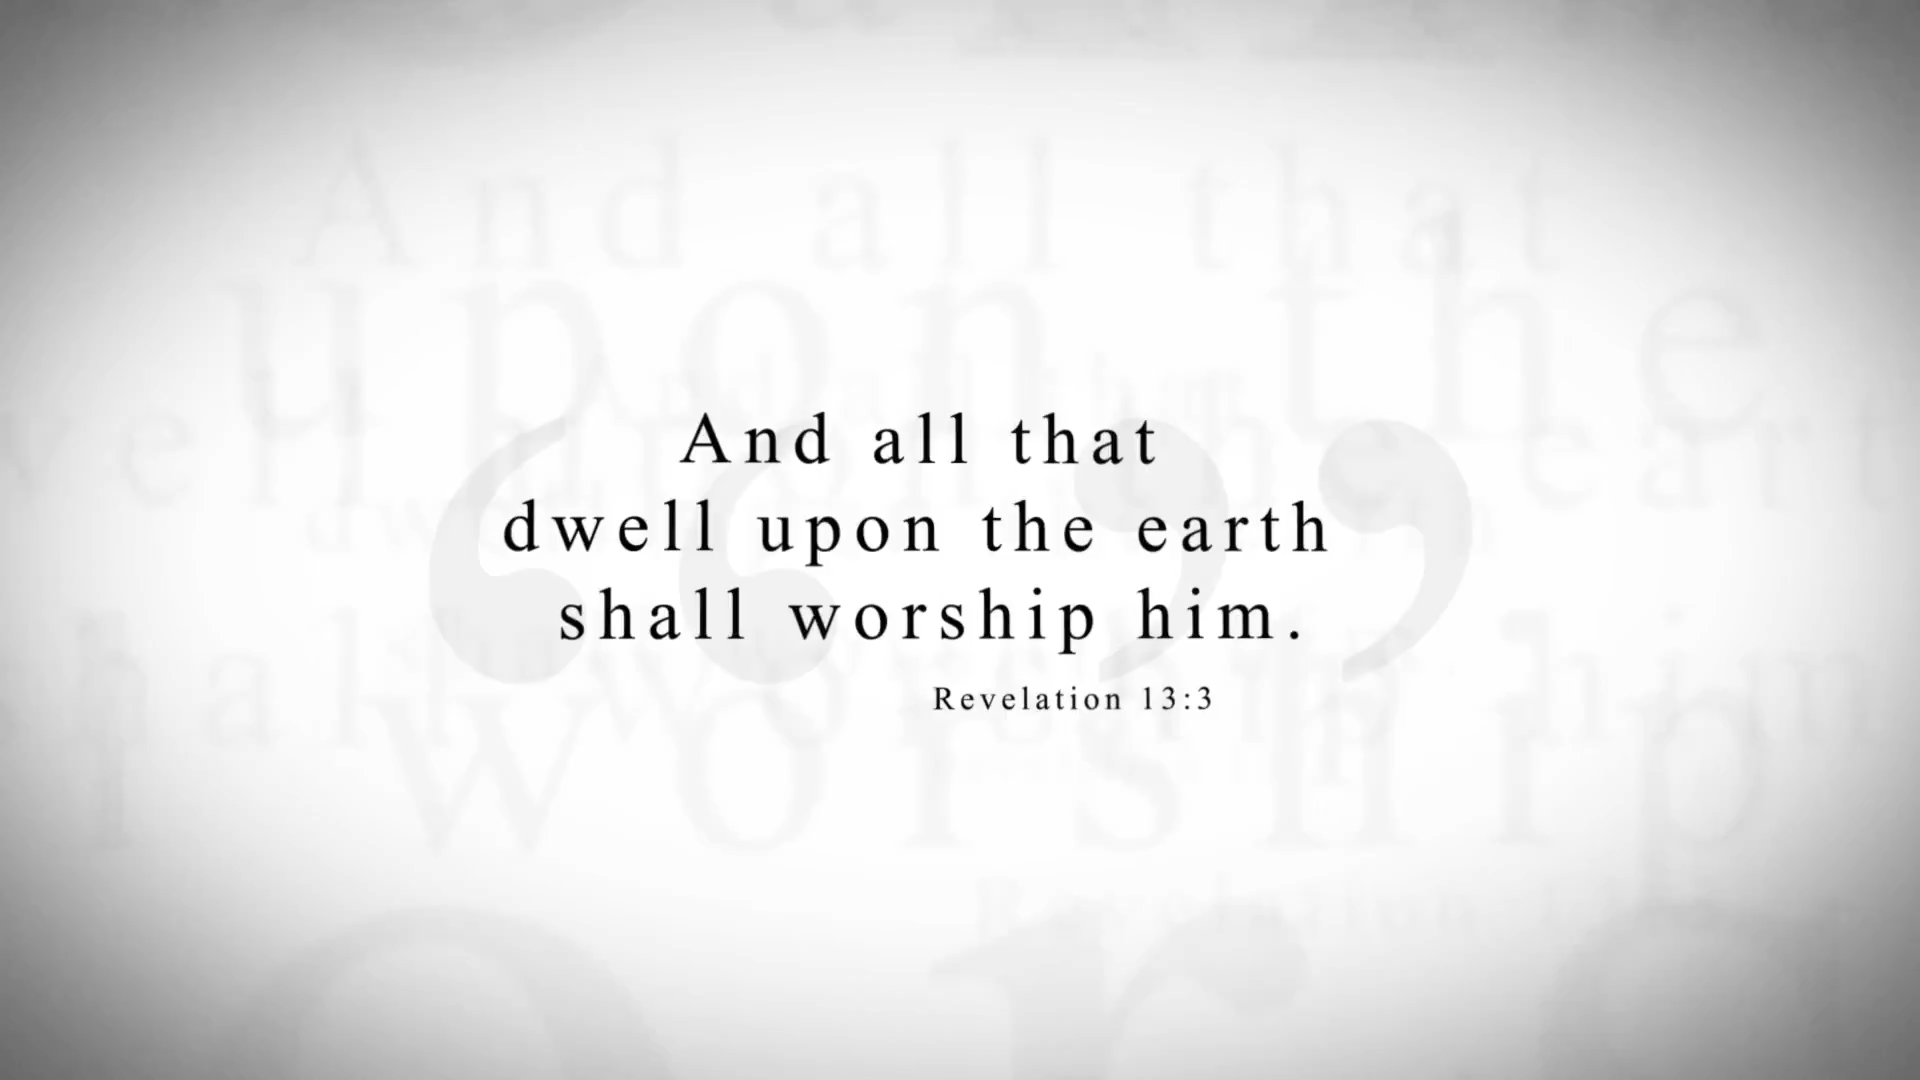 And all that
dwell upon the earth
shall worship him.
Revelation 13:3